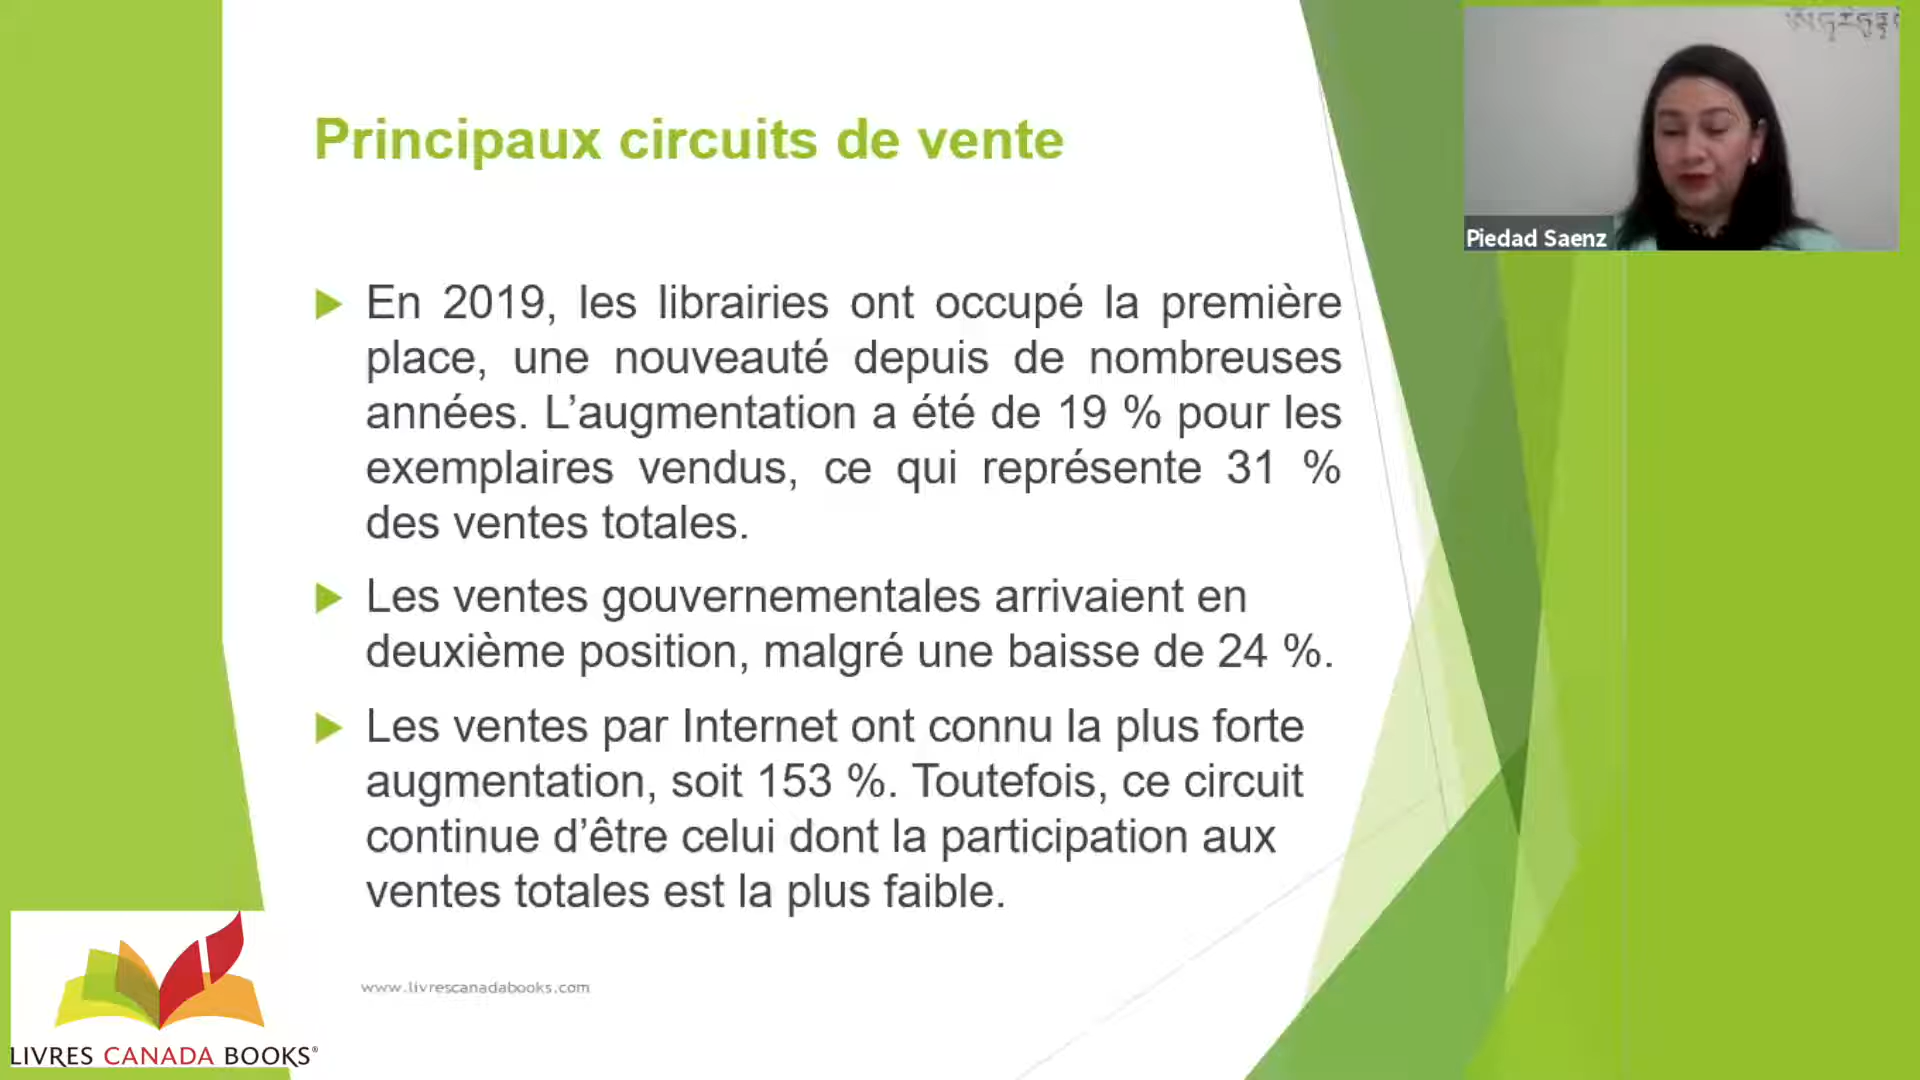 Principaux circuits de vente
Piedad Saenz
En 2019, les librairies ont occupé la première
place, une nouveauté depuis de nombreuses
années. L’augmentation a été de 19 % pour les
exemplaires vendus, ce qui représente 31 %
des ventes totales.
Les ventes gouvernementales arrivaient en
deuxième position, malgré une baisse de 24 %.
Les ventes par Internet ont connu la plus forte
augmentation, soit 153 %. Toutefois, ce circuit
continue d’être celui dont la participation aux
ventes totales est la plus faible.
www.livrescanadabooks.com
LIVRES CANADA BOOKS®